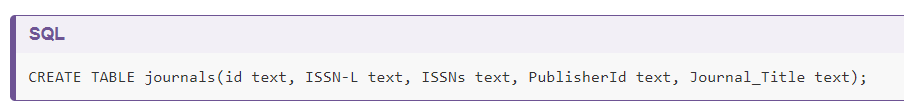 SQL
CREATE TABLE journals(id text, ISSN-L text, ISSNs text, PublisherId text, Journal_Title text);